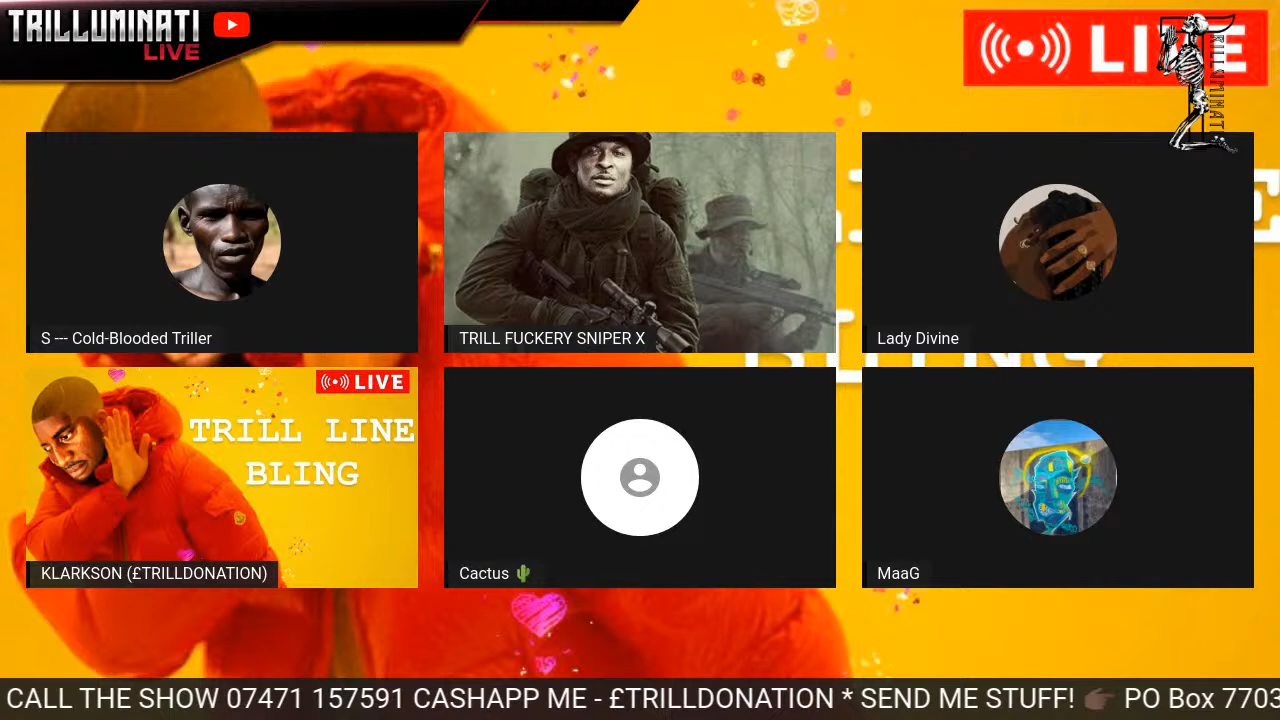 TRILLUMINATI
LIVE
LIVE
TRILLUMINATI
S --- Cold-Blooded Triller
TRILL FUCKERY SNIPER X
Lady Divine
LIVE
TRILL LINE
BLING
KLARKSON (£TRILLDONATION)
Cactus 🌵
MaaG
CALL THE SHOW 07471 157591 CASHAPP ME - £TRILLDONATION * SEND ME STUFF! 👉🏿 PO Box 7703